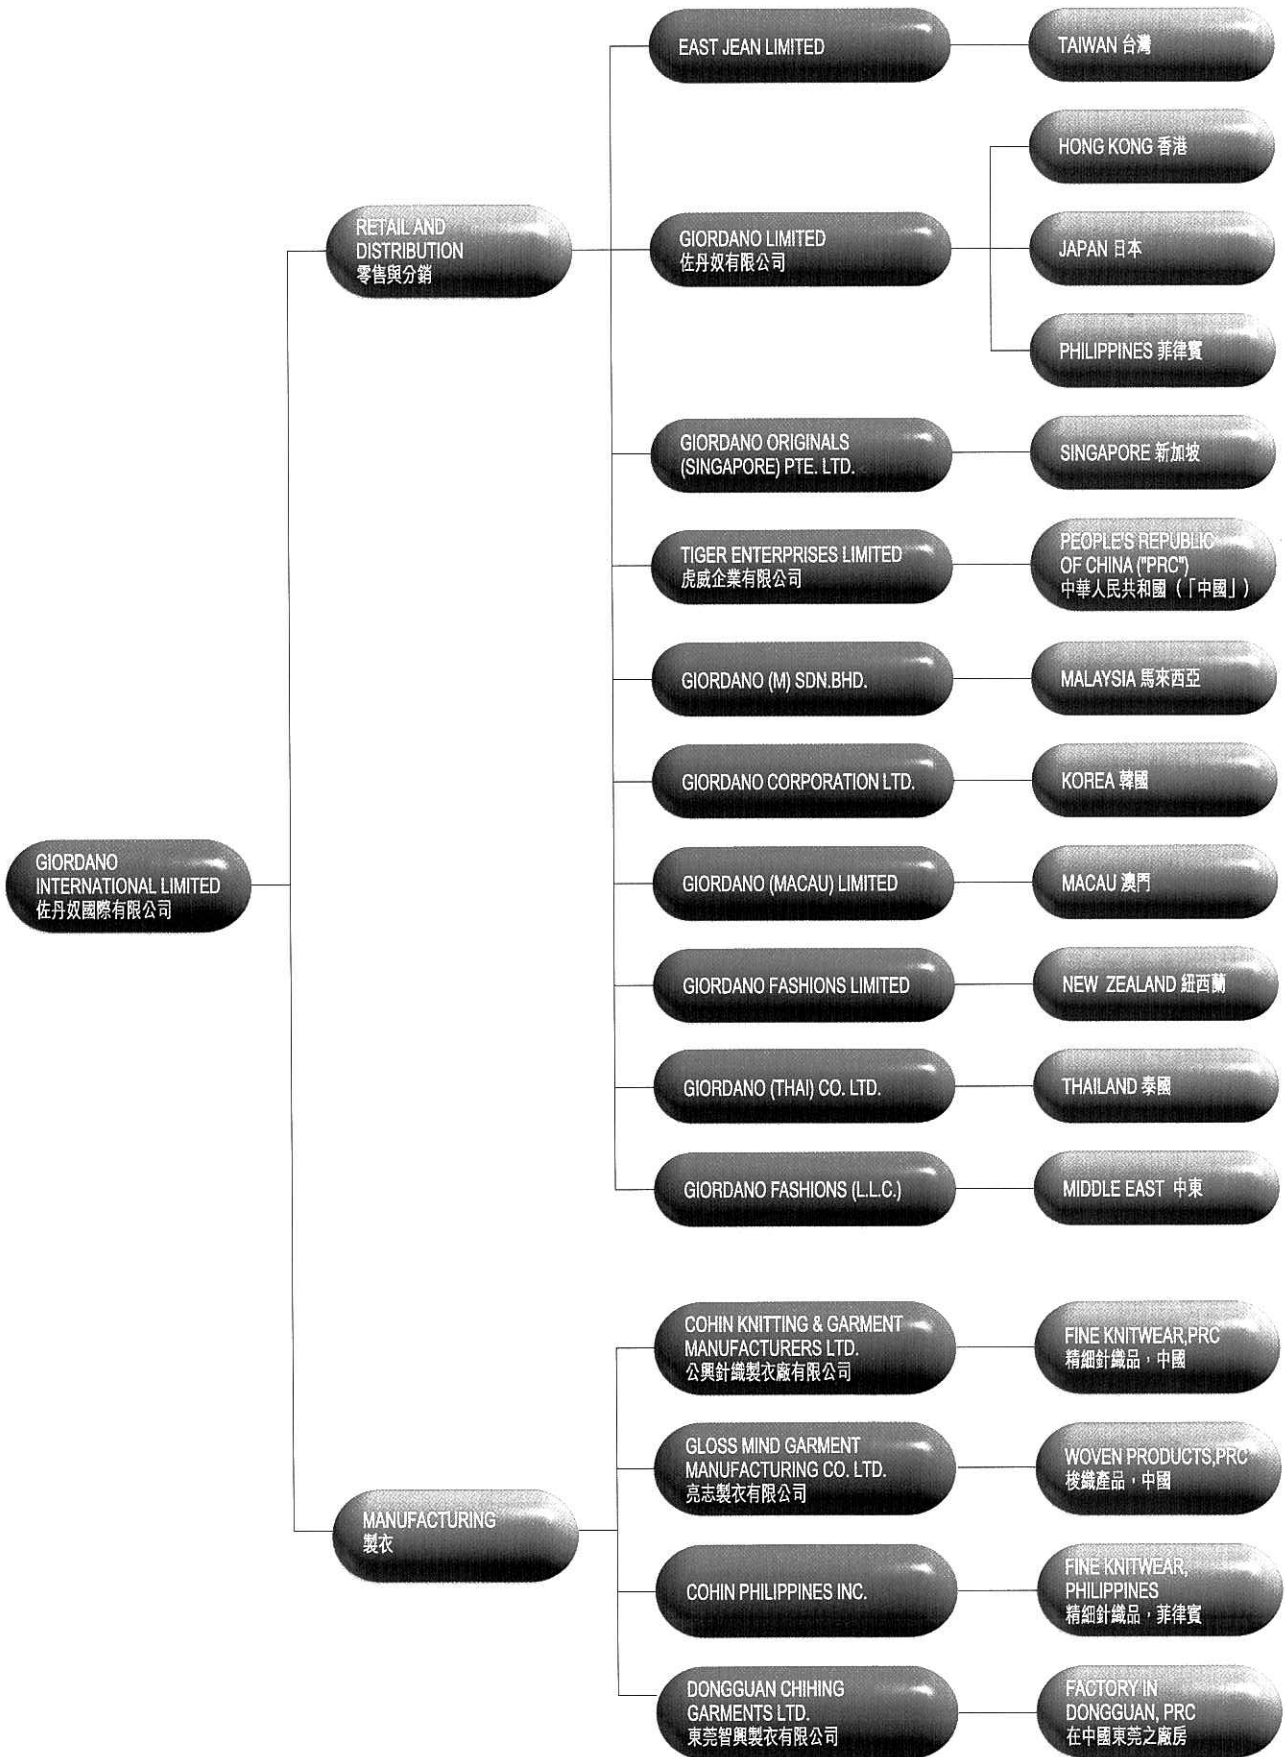 GIORDANO
INTERNATIONAL LIMITED
佐丹奴國際有限公司
RETAIL AND
DISTRIBUTION
零售與分銷
EAST JEAN LIMITED
TAIWAN 台灣
GIORDANO LIMITED
佐丹奴有限公司
HONG KONG 香港
JAPAN 日本
PHILIPPINES 菲律賓
GIORDANO ORIGINALS
(SINGAPORE) PTE. LTD.
SINGAPORE 新加坡
TIGER ENTERPRISES LIMITED
虎威企業有限公司
PEOPLE'S REPUBLIC
OF CHINA ("PRC")
中華人民共和國（「中國」）
GIORDANO (M) SDN.BHD.
MALAYSIA 馬來西亞
GIORDANO CORPORATION LTD.
KOREA 韓國
GIORDANO (MACAU) LIMITED
MACAU 澳門
GIORDANO FASHIONS LIMITED
NEW ZEALAND 紐西蘭
GIORDANO (THAI) CO. LTD.
THAILAND 泰國
GIORDANO FASHIONS (L.L.C.)
MIDDLE EAST 中東
MANUFACTURING
製衣
COHIN KNITTING & GARMENT
MANUFACTURERS LTD.
公興針織製衣廠有限公司
FINE KNITWEAR,PRC
精細針織品，中國
GLOSS MIND GARMENT
MANUFACTURING CO. LTD.
亮志製衣有限公司
WOVEN PRODUCTS,PRC
梭織產品，中國
COHIN PHILIPPINES INC.
FINE KNITWEAR,
PHILIPPINES
精細針織品，菲律賓
DONGGUAN CHIHING
GARMENTS LTD.
東莞智興製衣有限公司
FACTORY IN
DONGGUAN, PRC
在中國東莞之廠房